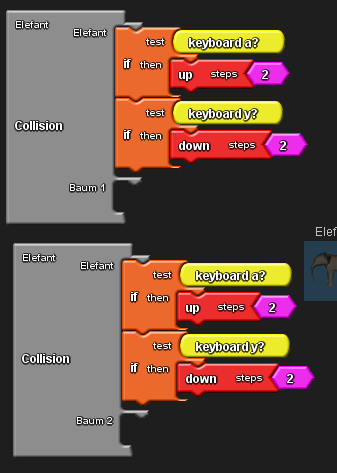 Elefant
Elefant
test keyboard a?
if then up steps 2
test keyboard y?
if then down steps 2
Collision
Baum 1
Elefant
Elefant
test keyboard a?
if then up steps 2
test keyboard y?
if then down steps 2
Collision
Baum 2
Elef